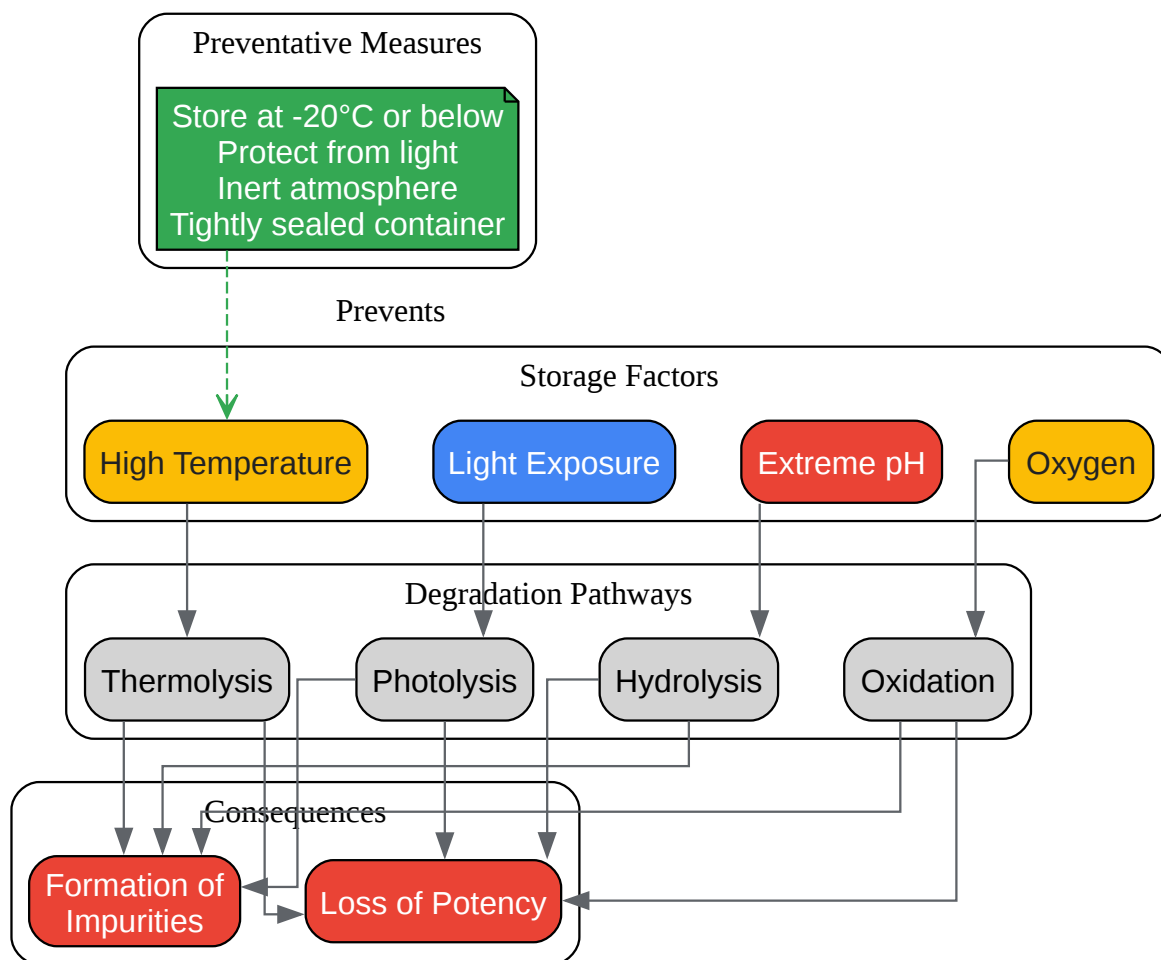 Preventative Measures
Store at -20°C or below
Protect from light
Inert atmosphere
Tightly sealed container
Prevents
Storage Factors
High Temperature
Light Exposure
Extreme pH
Oxygen
Degradation Pathways
Thermolysis
Photolysis
Hydrolysis
Oxidation
Consequences
Formation of
Impurities
Loss of Potency